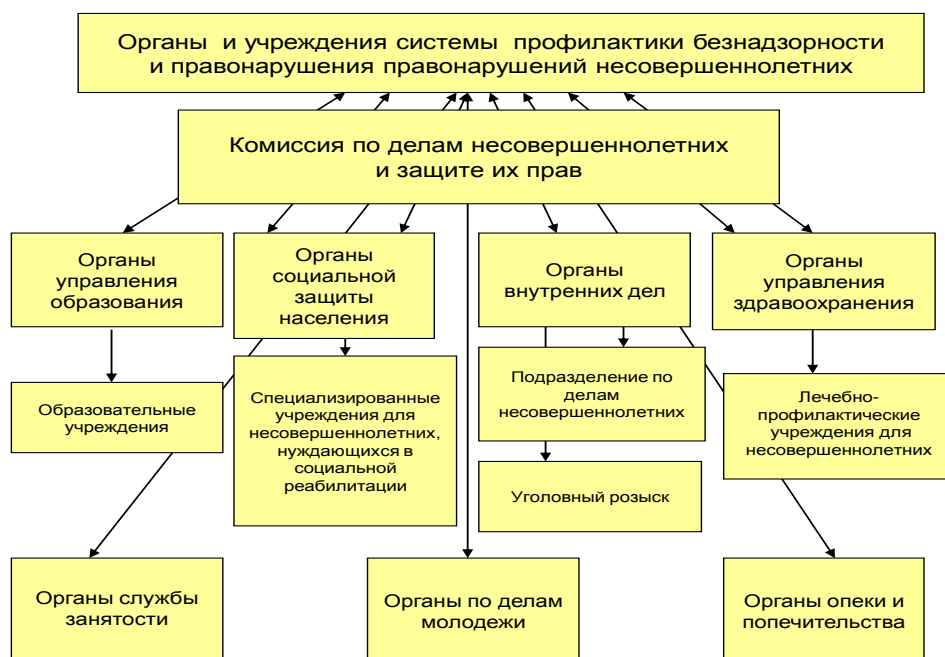 Органы и учреждения системы профилактики безнадзорности
и правонарушения правонарушений несовершеннолетних
Комиссия по делам несовершеннолетних
и защите их прав
Органы
управления
образования
Органы
социальной
защиты
населения
Органы
внутренних дел
Органы
управления
здравоохранения
Образовательные
учреждения
Специализированные
учреждения для
несовершеннолетних,
нуждающихся в
социальной
реабилитации
Подразделение по
делам
несовершеннолетних
Уголовный розыск
Лечебно-
профилактические
учреждения для
несовершеннолетних
Органы службы
занятости
Органы по делам
молодежи
Органы опеки и
попечительства